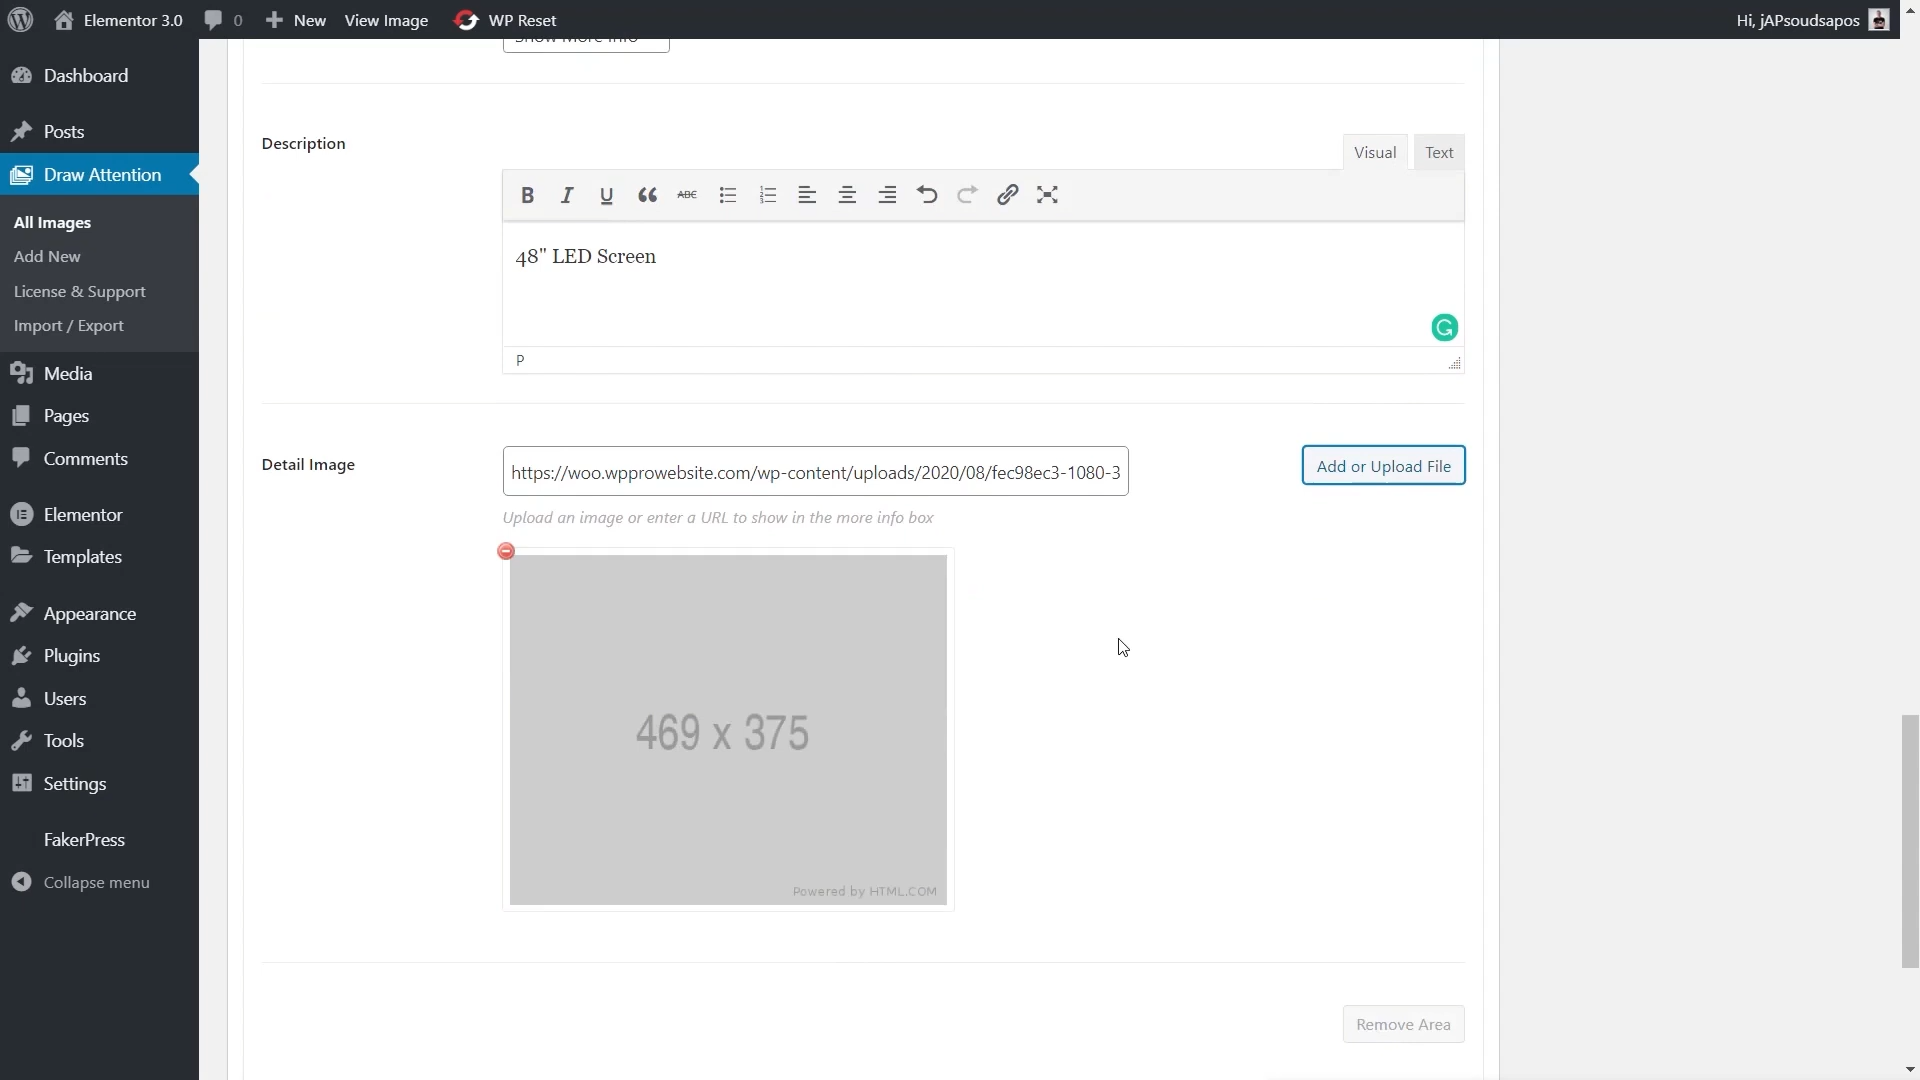 Elementor 3.0
0
New
View Image
WP Reset
Hi, jAPsoudsapos
Dashboard
Posts
Draw Attention
All Images
Add New
License & Support
Import / Export
Media
Pages
Comments
Elementor
Templates
Appearance
Plugins
Users
Tools
Settings
FakerPress
Collapse menu
Show More Info
Description
Visual
Text
B I U ABC
48" LED Screen
P
Detail Image
https://woo.wpprowebsite.com/wp-content/uploads/2020/08/fec98ec3-1080-3
Add or Upload File
Upload an image or enter a URL to show in the more info box
469 x 375
Powered by HTML.COM
Remove Area